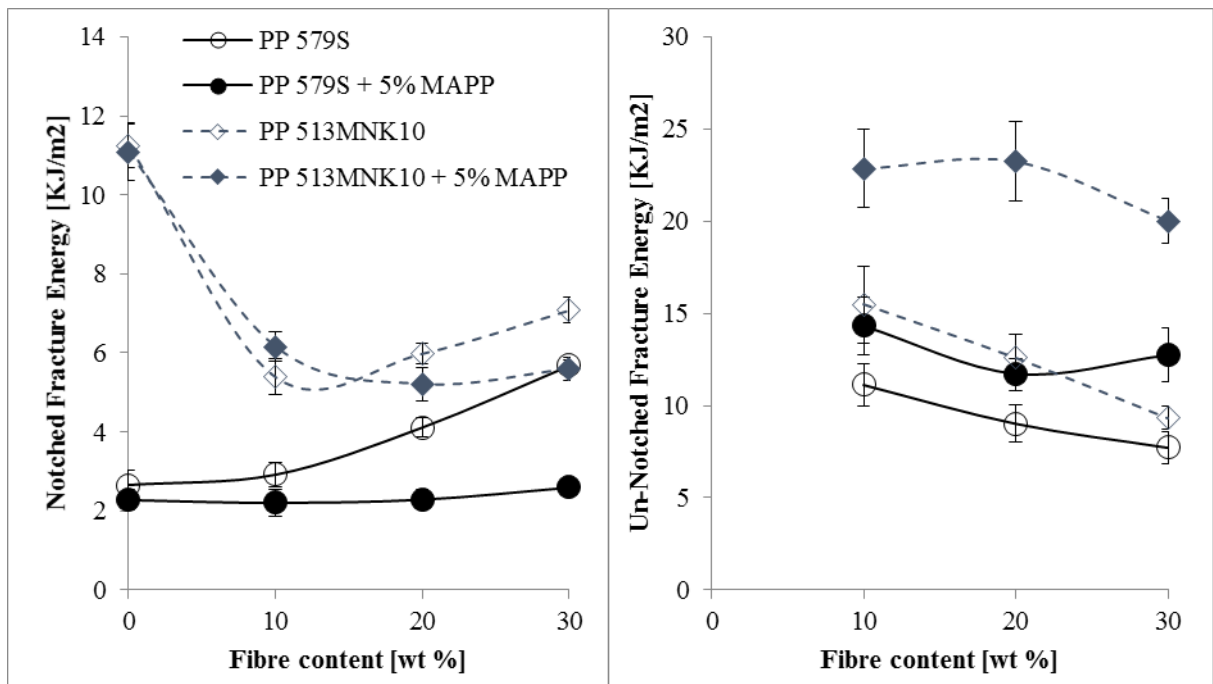 Notched Fracture Energy [KJ/m2]
14
12
10
8
6
4
2
0
0 10 20 30
Fibre content [wt %]
PP 579S
PP 579S + 5% MAPP
PP 513MNK10
PP 513MNK10 + 5% MAPP
Un-Notched Fracture Energy [KJ/m2]
30
25
20
15
10
5
0
0 10 20 30
Fibre content [wt %]